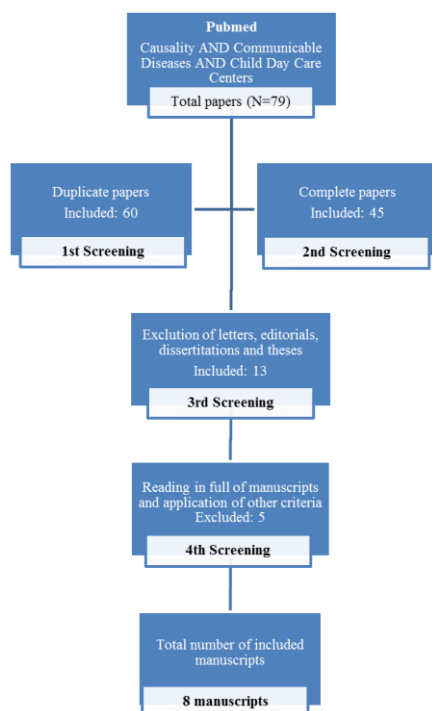 Pubmed
Causality AND Communicable
Diseases AND Child Day Care
Centers
Total papers (N=79)
Duplicate papers
Included: 60
1st Screening
Complete papers
Included: 45
2nd Screening
Exclution of letters, editorials,
dissertitations and theses
Included: 13
3rd Screening
Reading in full of manuscripts
and application of other criteria
Excluded: 5
4th Screening
Total number of included
manuscripts
8 manuscripts